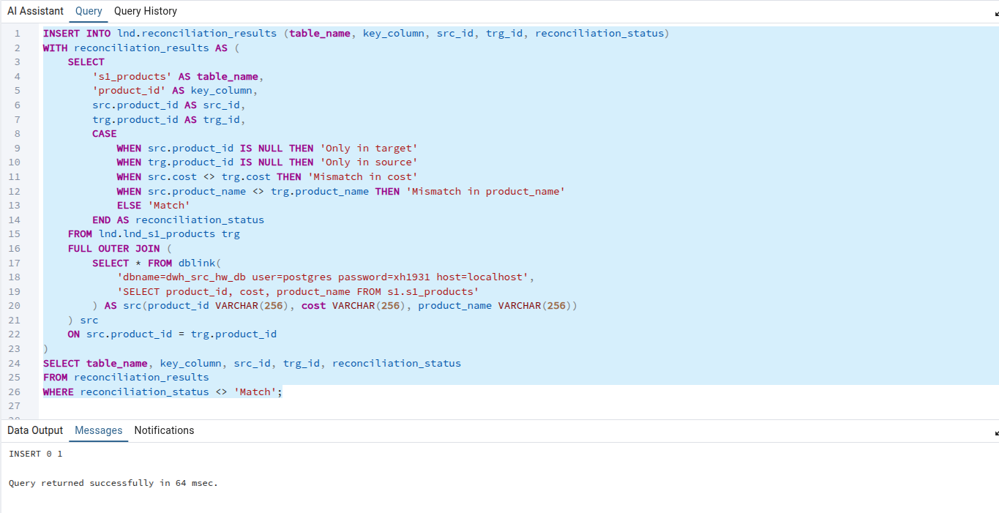 AI Assistant Query Query History
1 INSERT INTO lnd.reconciliation_results (table_name, key_column, src_id, trg_id, reconciliation_status)
2 WITH reconciliation_results AS (
3     SELECT
4         's1_products' AS table_name,
5         'product_id' AS key_column,
6         src.product_id AS src_id,
7         trg.product_id AS trg_id,
8         CASE
9             WHEN src.product_id IS NULL THEN 'Only in target'
10             WHEN trg.product_id IS NULL THEN 'Only in source'
11             WHEN src.cost <> trg.cost THEN 'Mismatch in cost'
12             WHEN src.product_name <> trg.product_name THEN 'Mismatch in product_name'
13             ELSE 'Match'
14         END AS reconciliation_status
15     FROM lnd.lnd_s1_products trg
16     FULL OUTER JOIN (
17         SELECT * FROM dblink(
18             'dbname=dwh_src_hw_db user=postgres password=xh1931 host=localhost',
19             'SELECT product_id, cost, product_name FROM s1.s1_products'
20         ) AS src(product_id VARCHAR(256), cost VARCHAR(256), product_name VARCHAR(256))
21     ) src
22     ON src.product_id = trg.product_id
23 )
24 SELECT table_name, key_column, src_id, trg_id, reconciliation_status
25 FROM reconciliation_results
26 WHERE reconciliation_status <> 'Match';
27
Data Output Messages Notifications
INSERT 0 1
Query returned successfully in 64 msec.